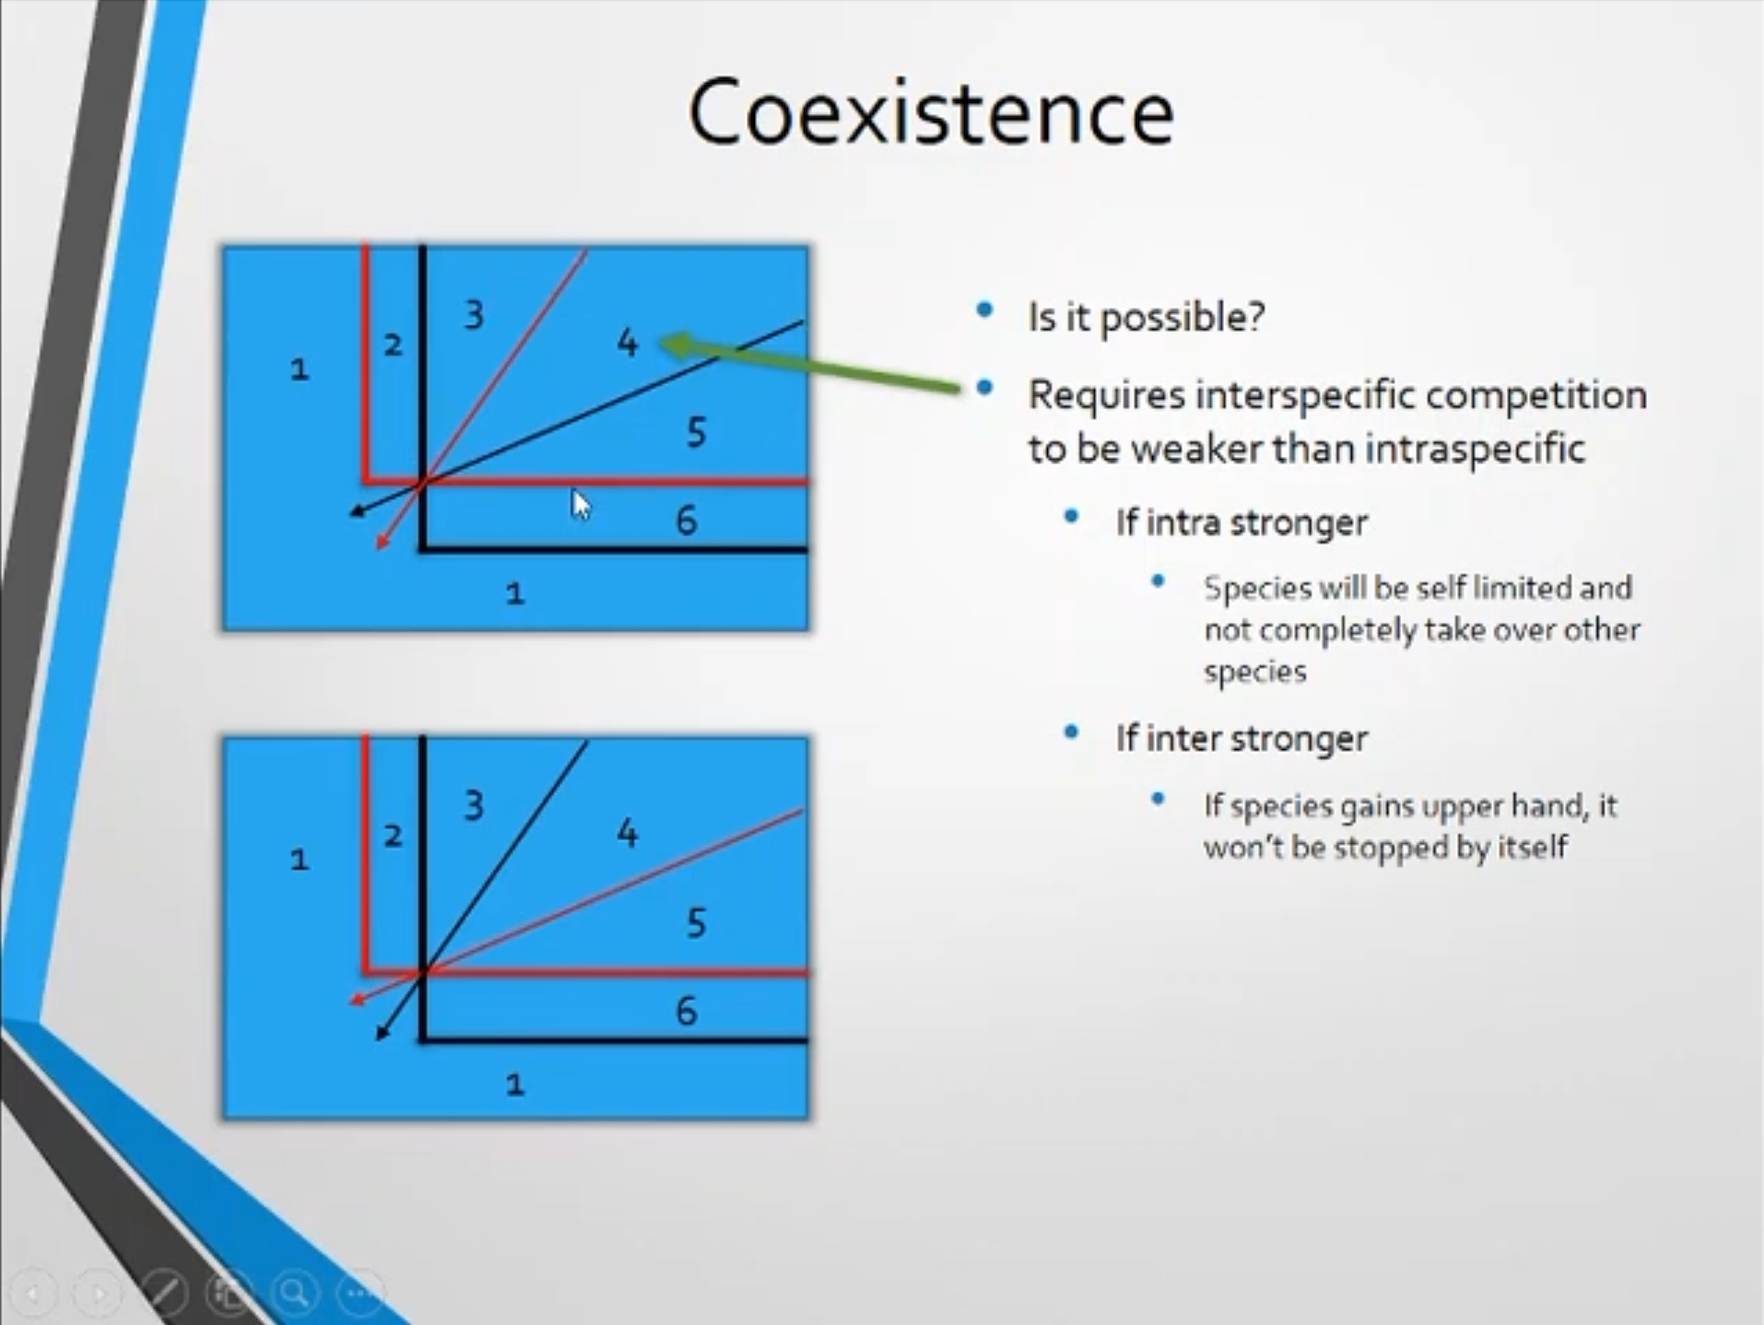 Coexistence
1
2
3
4
5
6
1
1
2
3
4
5
6
1
Is it possible?
Requires interspecific competition
to be weaker than intraspecific
If intra stronger
Species will be self limited and
not completely take over other
species
If inter stronger
If species gains upper hand, it
won't be stopped by itself